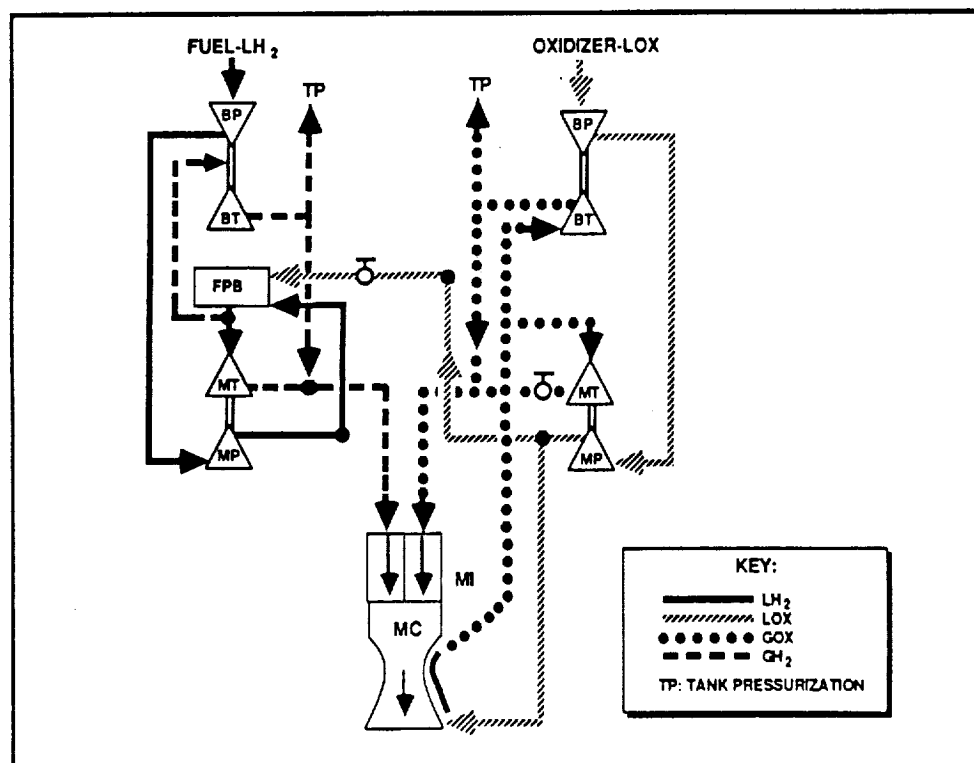 FUEL-LH2
OXIDIZER-LOX
TP
TP
BP
BP
BT
BT
FPB
MT
MT
MP
MP
MI
MC
KEY:
LH2
LOX
GOX
GH2
TP: TANK PRESSURIZATION